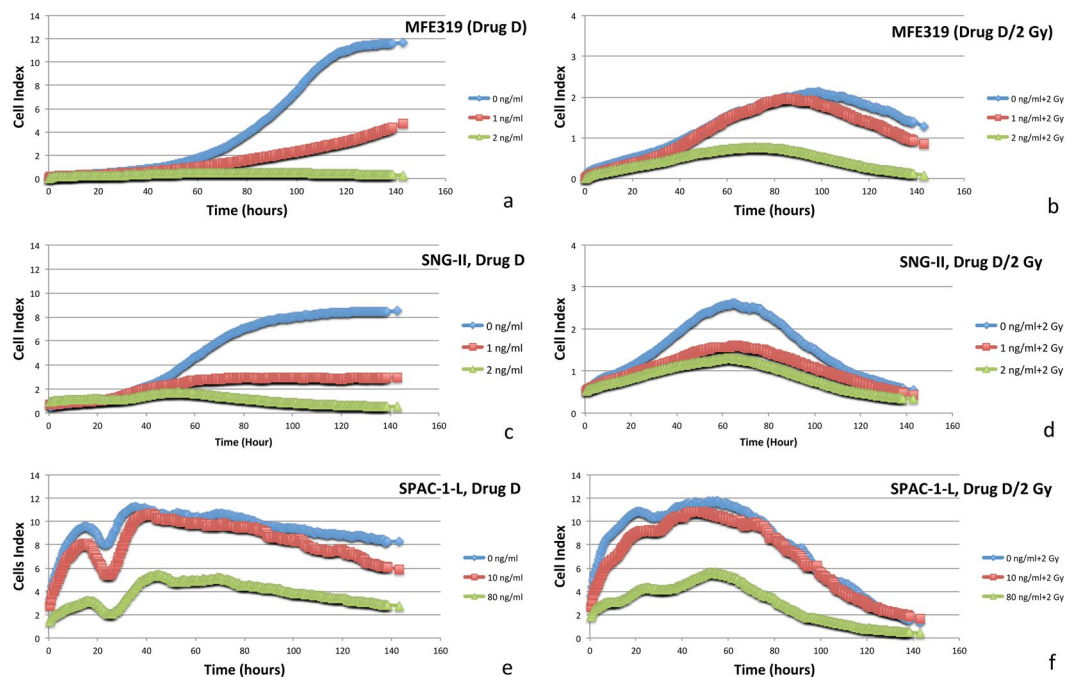 MFE319 (Drug D)
Cell Index
14
12
10
8
6
4
2
0
0 20 40 60 80 100 120 140 160
Time (hours)
0 ng/ml
1 ng/ml
2 ng/ml
a
MFE319 (Drug D/2 Gy)
Cell Index
4
3
2
1
0
0 20 40 60 80 100 120 140 160
Time (hours)
0 ng/ml+2 Gy
1 ng/ml+2 Gy
2 ng/ml+2 Gy
b
SNG-II, Drug D
Cell Index
14
12
10
8
6
4
2
0
0 20 40 60 80 100 120 140 160
Time (Hour)
0 ng/ml
1 ng/ml
2 ng/ml
c
SNG-II, Drug D/2 Gy
Cell Index
4
3
2
1
0
0 20 40 60 80 100 120 140 160
Time (Hour)
0 ng/ml+2 Gy
1 ng/ml+2 Gy
2 ng/ml+2 Gy
d
SPAC-1-L, Drug D
Cells Index
14
12
10
8
6
4
2
0
0 20 40 60 80 100 120 140 160
Time (hours)
0 ng/ml
10 ng/ml
80 ng/ml
e
SPAC-1-L, Drug D/2 Gy
Cell Index
14
12
10
8
6
4
2
0
0 20 40 60 80 100 120 140 160
Time (hours)
0 ng/ml+2 Gy
10 ng/ml+2 Gy
80 ng/ml+2 Gy
f